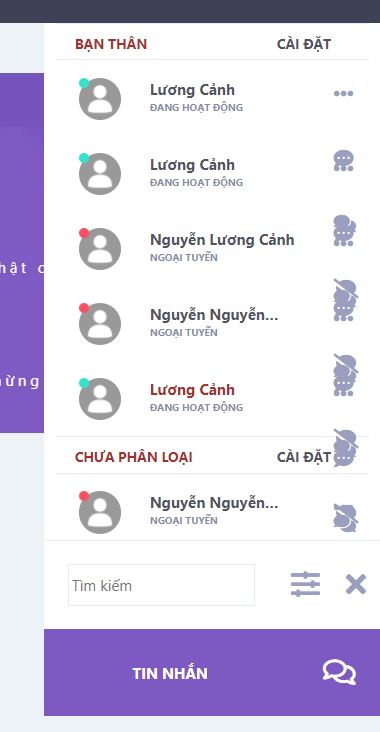 BẠN THÂN CÀI ĐẶT
Lương Cảnh
ĐANG HOẠT ĐỘNG
Lương Cảnh
ĐANG HOẠT ĐỘNG
Nguyễn Lương Cảnh
NGOẠI TUYẾN
Nguyễn Nguyễn...
NGOẠI TUYẾN
Lương Cảnh
ĐANG HOẠT ĐỘNG
CHƯA PHÂN LOẠI CÀI ĐẶT
Nguyễn Nguyễn...
NGOẠI TUYẾN
Tìm kiếm
TIN NHẮN